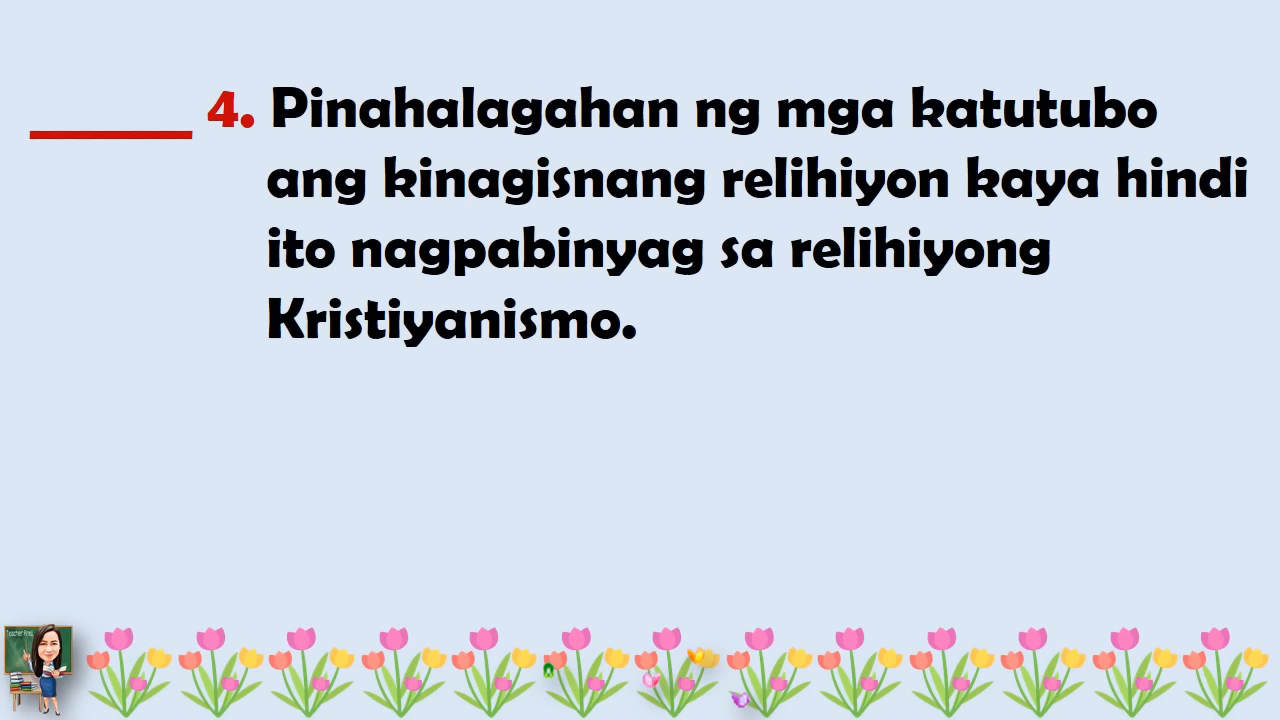 ______ 4. Pinahalagahan ng mga katutubo
ang kinagisnang relihiyon kaya hindi
ito nagpabinyag sa relihiyong
Kristiyanismo.